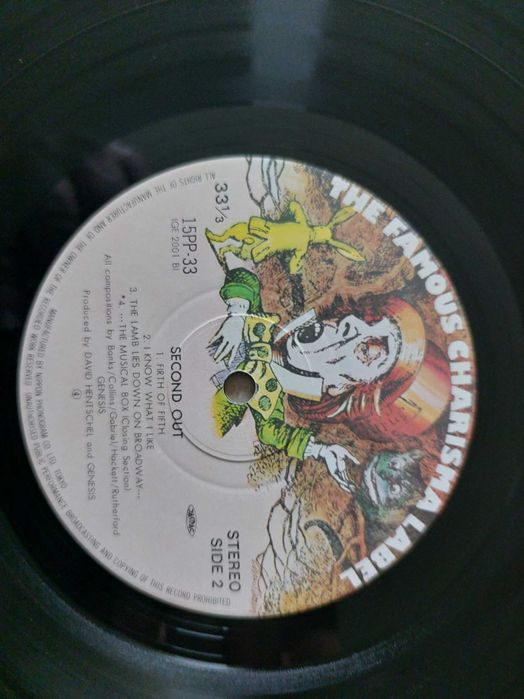 THE FAMOUS CHARISMA LABEL
33⅓
15PP-33
IGE 2001 B1
STEREO
SIDE 2
SECOND OUT
1. FIRTH OF FIFTH
2. I KNOW WHAT I LIKE
3. THE LAMB LIES DOWN ON BROADWAY....
*4. ...THE MUSICAL BOX (Closing Section)
GENESIS
All compositions by Banks/Collins/Gabriel/Hackett/Rutherford
Produced by DAVID HENTSCHEL and GENESIS
ALL RIGHTS OF THE MANUFACTURER AND OF THE OWNER OF THE RECORDED WORK RESERVED. UNAUTHORISED PUBLIC PERFORMANCE BROADCASTING AND COPYING OF THIS RECORD PROHIBITED
MANUFACTURED BY NIPPON PHONOGRAM CO., LTD. TOKYO